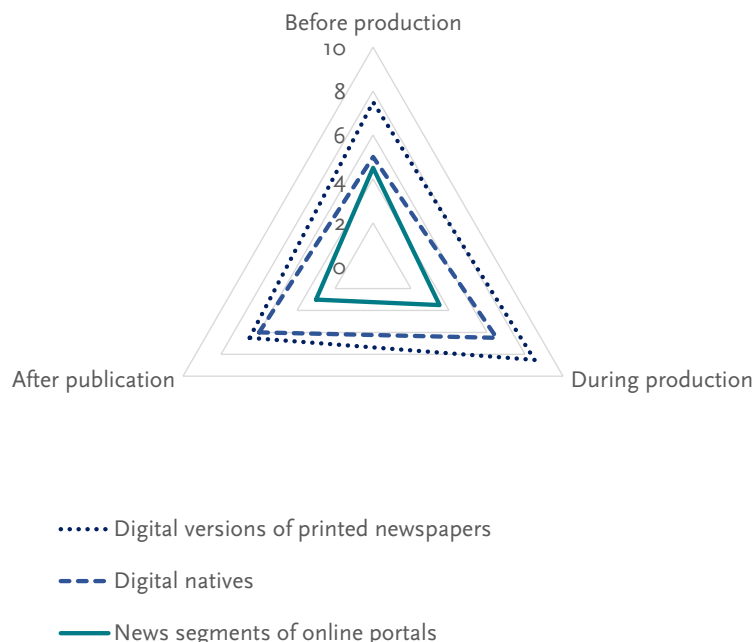 Before production
10
8
6
4
2
0
After publication
During production
Digital versions of printed newspapers
Digital natives
News segments of online portals